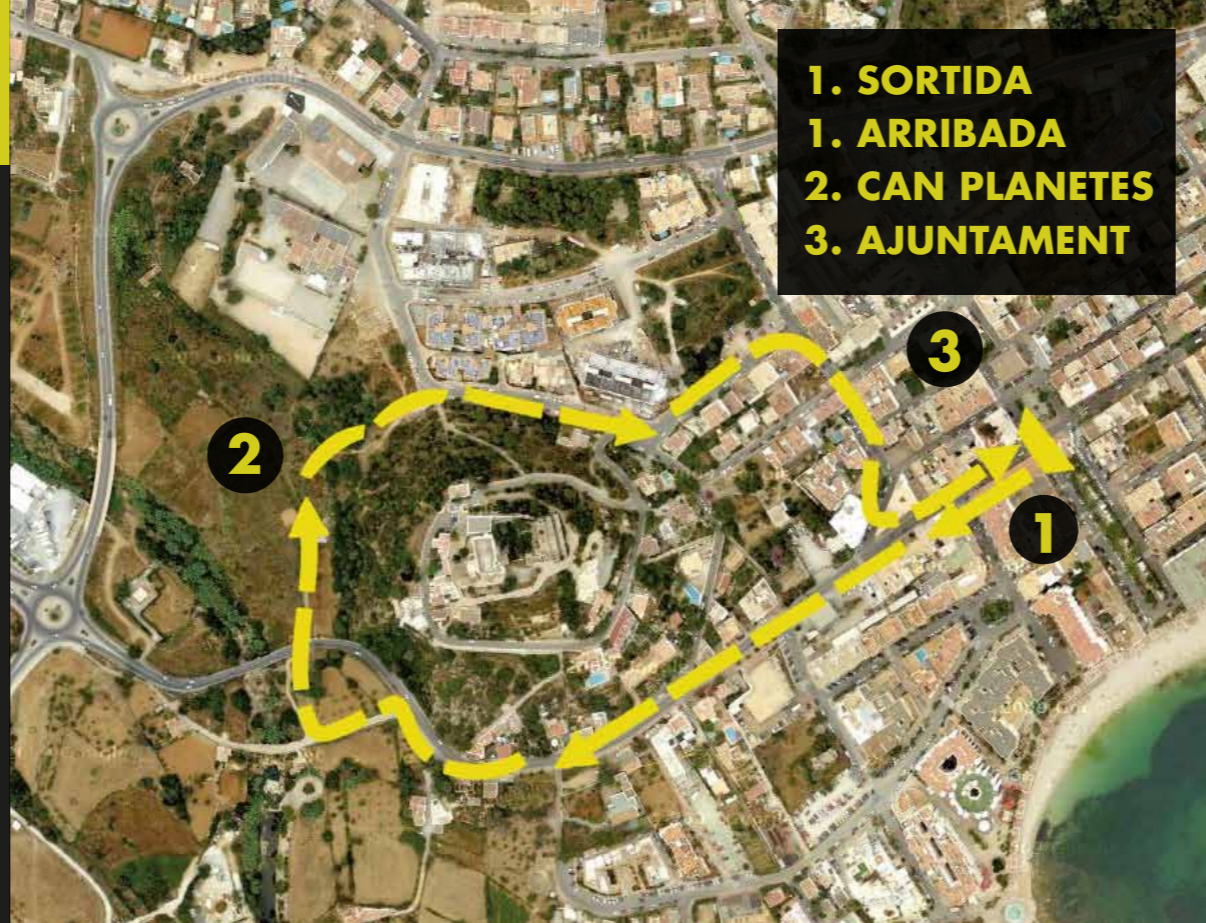 1. SORTIDA
1. ARRIBADA
2. CAN PLANETES
3. AJUNTAMENT
3
2
1